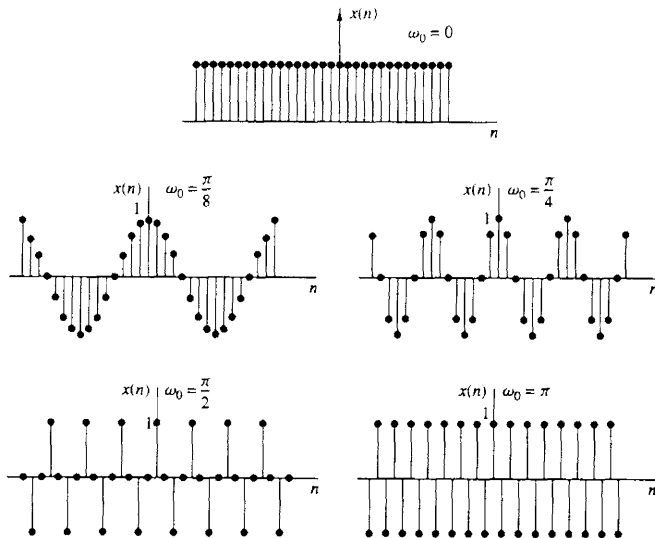 x(n)
ω₀ = 0
n
x(n) ω₀ = π/8
1
n
x(n) ω₀ = π/4
1
n
x(n) ω₀ = π/2
1
n
x(n) ω₀ = π
1
n